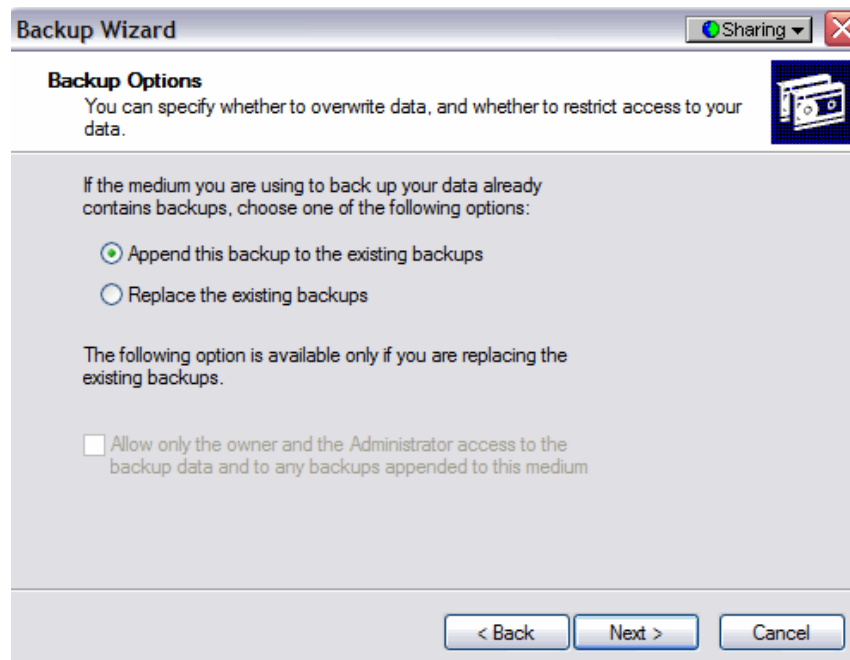 Backup Wizard
Sharing
Backup Options
You can specify whether to overwrite data, and whether to restrict access to your
data.
If the medium you are using to back up your data already
contains backups, choose one of the following options:
Append this backup to the existing backups
Replace the existing backups
The following option is available only if you are replacing the
existing backups.
Allow only the owner and the Administrator access to the
backup data and to any backups appended to this medium
< Back
Next >
Cancel